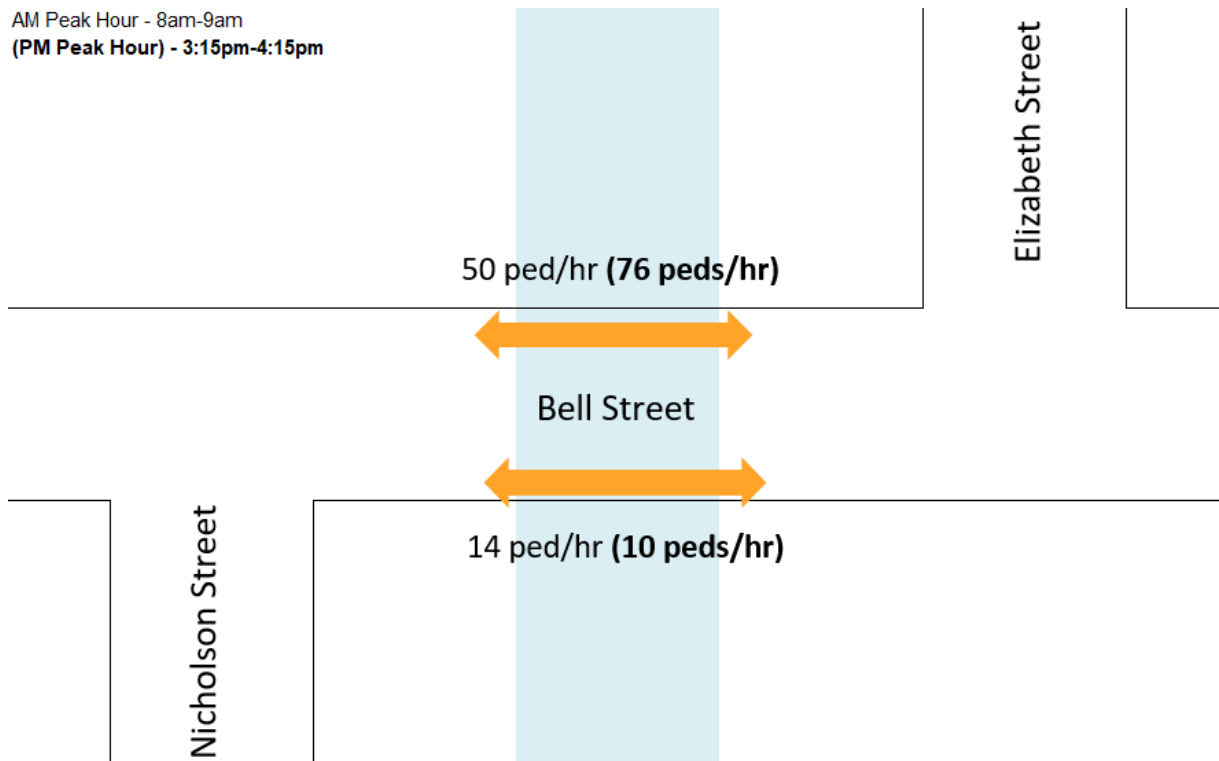 AM Peak Hour - 8am-9am
(PM Peak Hour) - 3:15pm-4:15pm
Elizabeth Street
50 ped/hr (76 peds/hr)
Bell Street
14 ped/hr (10 peds/hr)
Nicholson Street